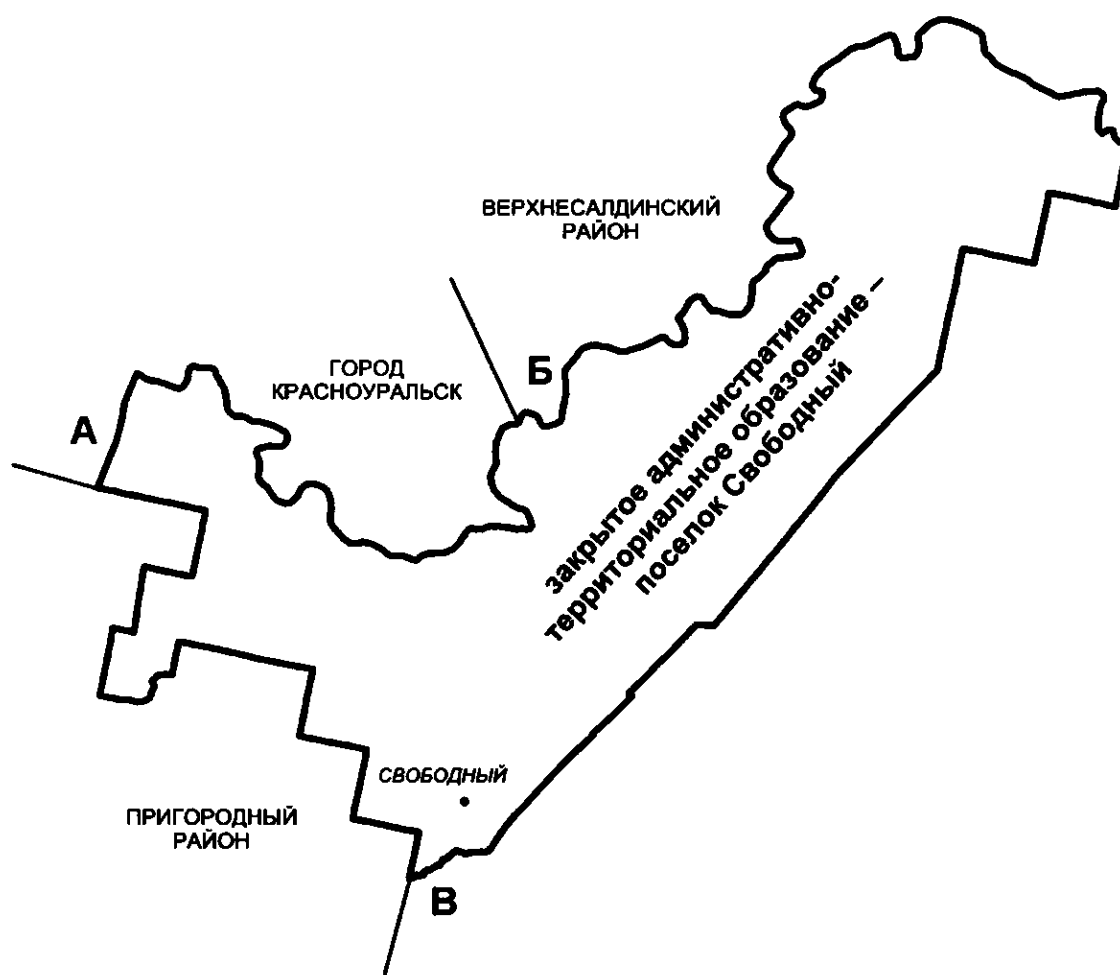 ВЕРХНЕСАЛДИНСКИЙ
РАЙОН
ГОРОД
КРАСНОУРАЛЬСК
Б
А
закрытое административно-
территориальное образование –
поселок Свободный
СВОБОДНЫЙ
ПРИГОРОДНЫЙ
РАЙОН
В